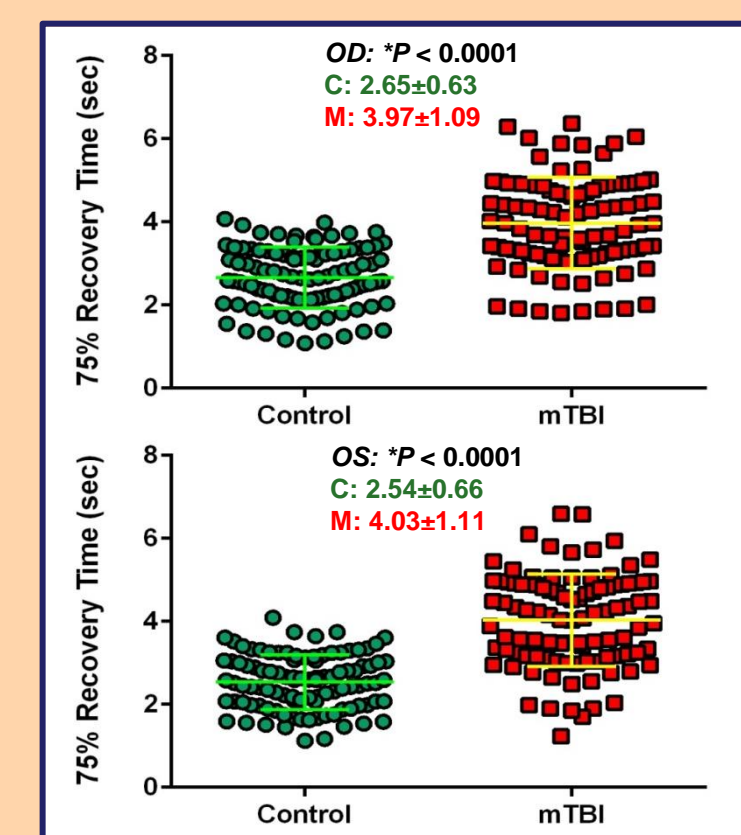 OD: *P < 0.0001
C: 2.65±0.63
M: 3.97±1.09
75% Recovery Time (sec)
8
6
4
2
0
Control
mTBI
OS: *P < 0.0001
C: 2.54±0.66
M: 4.03±1.11
75% Recovery Time (sec)
8
6
4
2
0
Control
mTBI